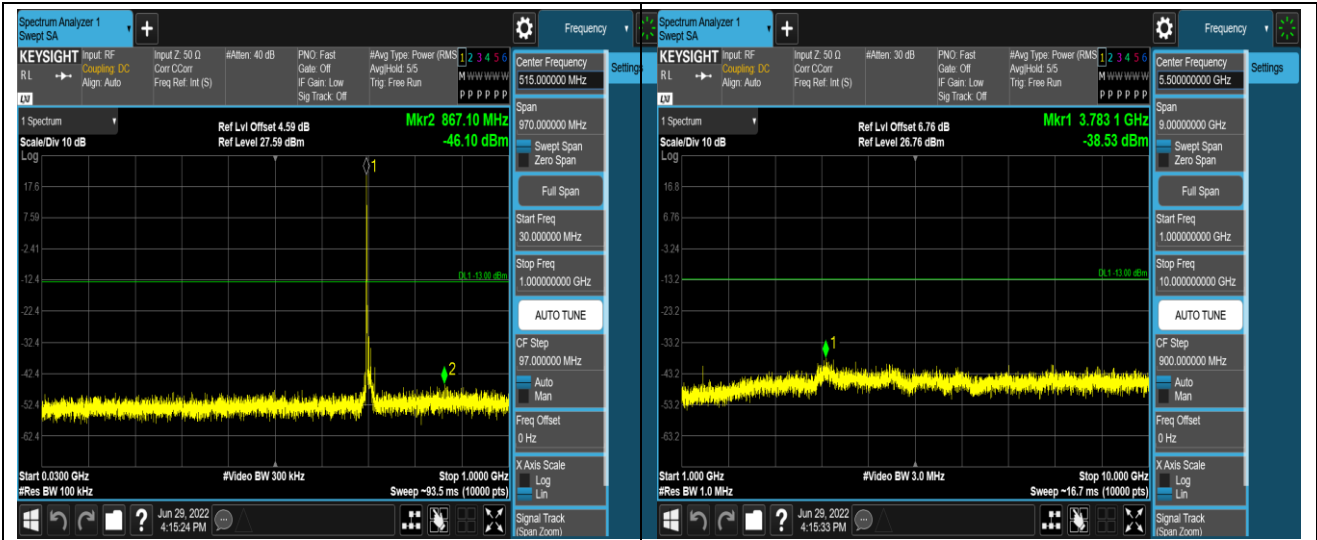 Spectrum Analyzer 1
Swept SA
+
Frequency
KEYSIGHT
RL
LXI
Input: RF
Coupling: DC
Align: Auto
Input Z: 50 Ω
Corr CCorr
Freq Ref: Int (S)
#Atten: 40 dB
PNO: Fast
Gate: Off
IF Gain: Low
Sig Track: Off
#Avg Type: Power (RMS
Avg|Hold: 5/5
Trig: Free Run
1 2 3 4 5 6
M W W W W W
P P P P P P
Center Frequency
515.000000 MHz
Settings
1 Spectrum
Scale/Div 10 dB
Log
Ref Lvl Offset 4.59 dB
Ref Level 27.59 dBm
Mkr2 867.10 MHz
-46.10 dBm
Span
970.000000 MHz
Swept Span
Zero Span
Full Span
Start Freq
30.000000 MHz
Stop Freq
1.000000000 GHz
AUTO TUNE
CF Step
97.000000 MHz
Auto
Man
Freq Offset
0 Hz
X Axis Scale
Log
Lin
Signal Track
(Span Zoom)
1
17.6
7.59
-2.41
DL1 -13.00 dBm
-12.4
-22.4
-32.4
-42.4
2
-52.4
-62.4
Start 0.0300 GHz
#Video BW 300 kHz
Stop 1.0000 GHz
#Res BW 100 kHz
Sweep ~93.5 ms (10000 pts)
?
Jun 29, 2022
4:15:24 PM
Spectrum Analyzer 1
Swept SA
+
Frequency
KEYSIGHT
RL
LXI
Input: RF
Coupling: DC
Align: Auto
Input Z: 50 Ω
Corr CCorr
Freq Ref: Int (S)
#Atten: 30 dB
PNO: Fast
Gate: Off
IF Gain: Low
Sig Track: Off
#Avg Type: Power (RMS
Avg|Hold: 5/5
Trig: Free Run
1 2 3 4 5 6
M W W W W W
P P P P P P
Center Frequency
5.500000000 GHz
Settings
1 Spectrum
Scale/Div 10 dB
Log
Ref Lvl Offset 6.76 dB
Ref Level 26.76 dBm
Mkr1 3.783 1 GHz
-38.53 dBm
Span
9.00000000 GHz
Swept Span
Zero Span
Full Span
Start Freq
1.000000000 GHz
Stop Freq
10.000000000 GHz
AUTO TUNE
CF Step
900.000000 MHz
Auto
Man
Freq Offset
0 Hz
X Axis Scale
Log
Lin
Signal Track
(Span Zoom)
16.8
6.76
-3.24
DL1 -13.00 dBm
-13.2
-23.2
-33.2
1
-43.2
-53.2
-63.2
Start 1.000 GHz
#Video BW 3.0 MHz
Stop 10.000 GHz
#Res BW 1.0 MHz
Sweep ~16.7 ms (10000 pts)
?
Jun 29, 2022
4:15:33 PM